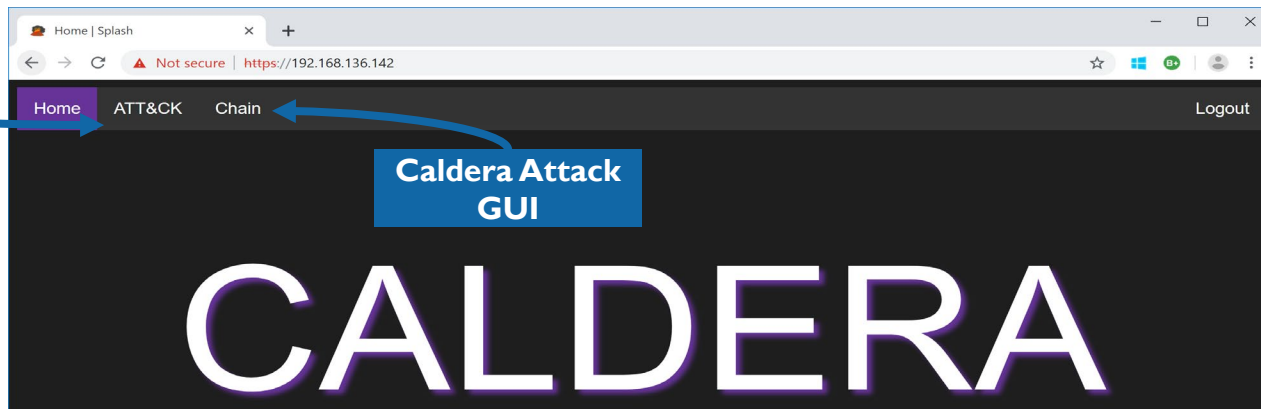 Home | Splash
Not secure | https://192.168.136.142
Home ATT&CK Chain Logout
Caldera Attack
GUI
CALDERA